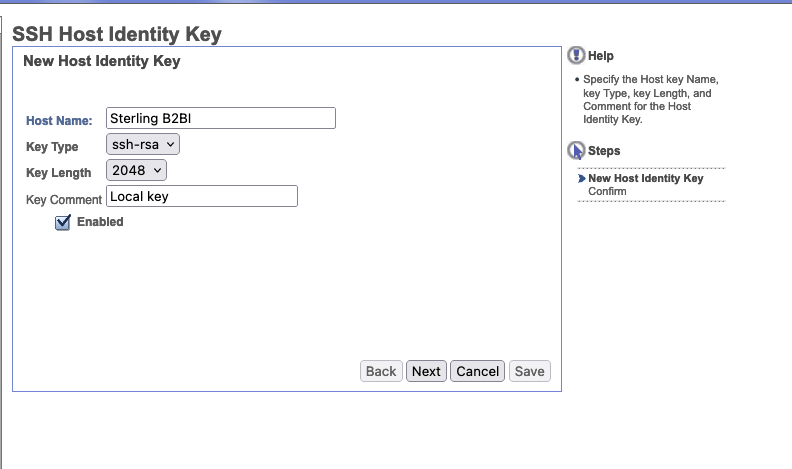 SSH Host Identity Key
New Host Identity Key
Host Name: Sterling B2BI
Key Type ssh-rsa
Key Length 2048
Key Comment Local key
Enabled
Back Next Cancel Save
Help
• Specify the Host key Name,
key Type, key Length, and
Comment for the Host
Identity Key.
Steps
New Host Identity Key
Confirm